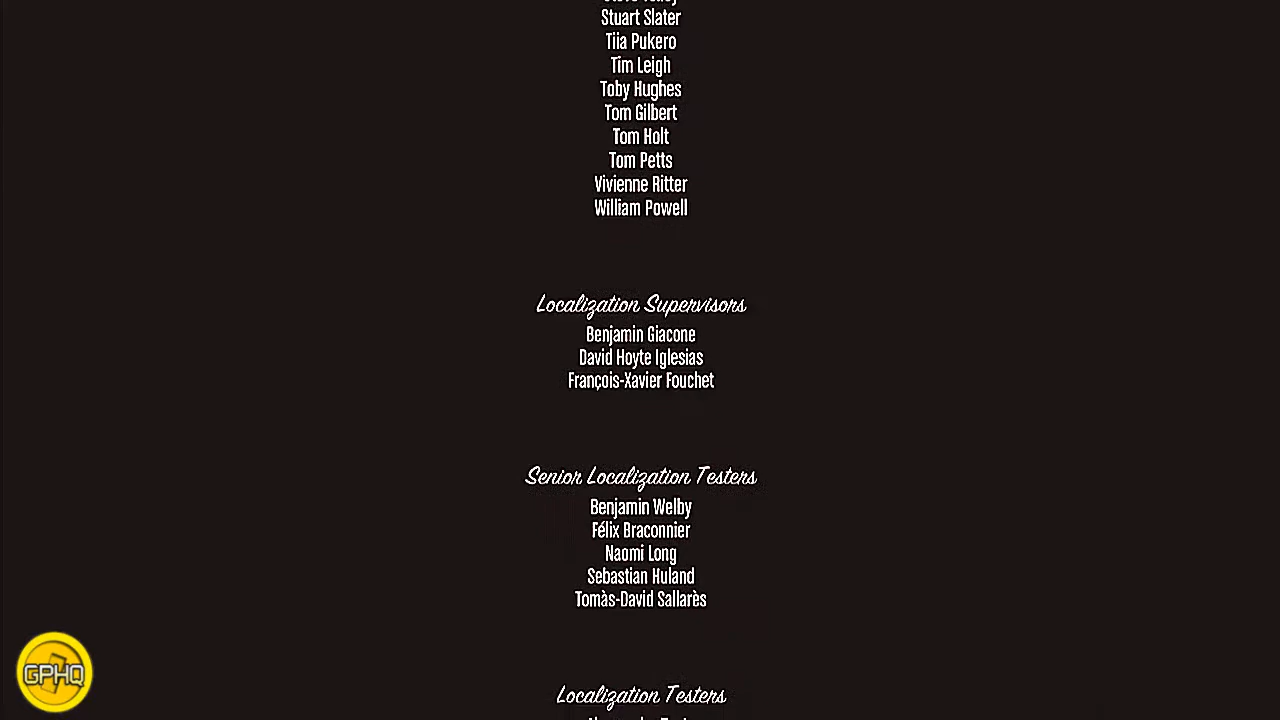 Stuart Slater
Tiia Pukero
Tim Leigh
Toby Hughes
Tom Gilbert
Tom Holt
Tom Petts
Vivienne Ritter
William Powell
Localization Supervisors
Benjamin Giacone
David Hoyte Iglesias
François-Xavier Fouchet
Senior Localization Testers
Benjamin Welby
Félix Braconnier
Naomi Long
Sebastian Huland
Tomàs-David Sallarès
GPHQ
Localization Testers